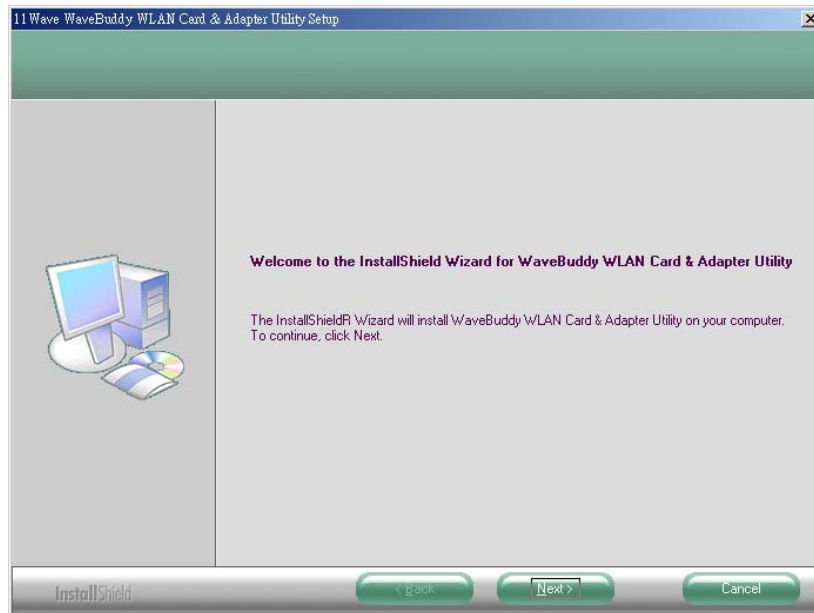 11Wave WaveBuddy WLAN Card & Adapter Utility Setup
Welcome to the InstallShield Wizard for WaveBuddy WLAN Card & Adapter Utility
The InstallShieldR Wizard will install WaveBuddy WLAN Card & Adapter Utility on your computer.
To continue, click Next.
InstallShield
< Back
Next >
Cancel